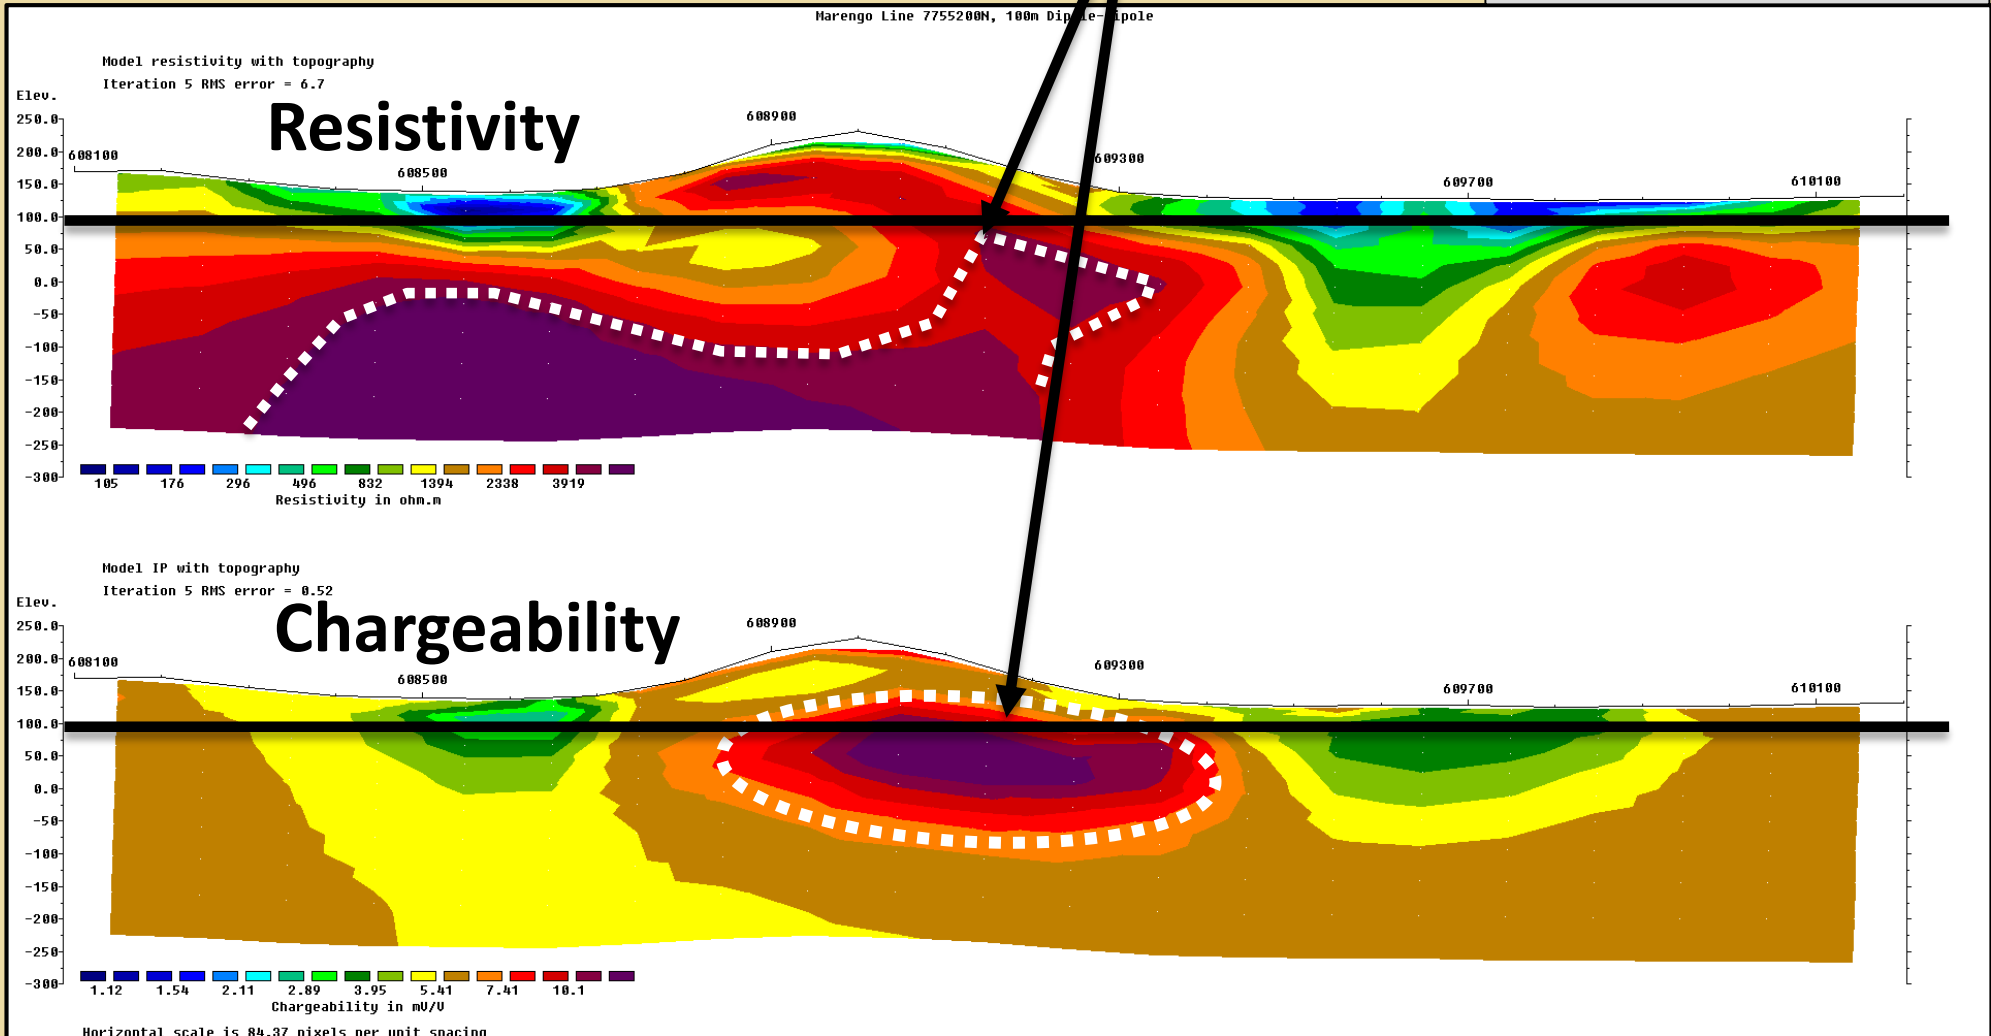 Marengo Line 7755200N, 100m Dipole-Dipole
Model resistivity with topography
Iteration 5 RMS error = 6.7
Resistivity
Elev.
608900
250.0
200.0
608100
609300
608500
150.0
609700
610100
100.0
50.0
0.0
-50.0
-100
-150
-200
-250
-300
105 176 296 496 832 1394 2338 3919
Resistivity in ohm.m
Model IP with topography
Iteration 5 RMS error = 0.52
Chargeability
Elev.
608900
250.0
200.0
608100
609300
608500
150.0
609700
610100
100.0
50.0
0.0
-50.0
-100
-150
-200
-250
-300
1.12 1.54 2.11 2.89 3.95 5.41 7.41 10.1
Chargeability in mV/V
Horizontal scale is 84.37 pixels per unit spacing